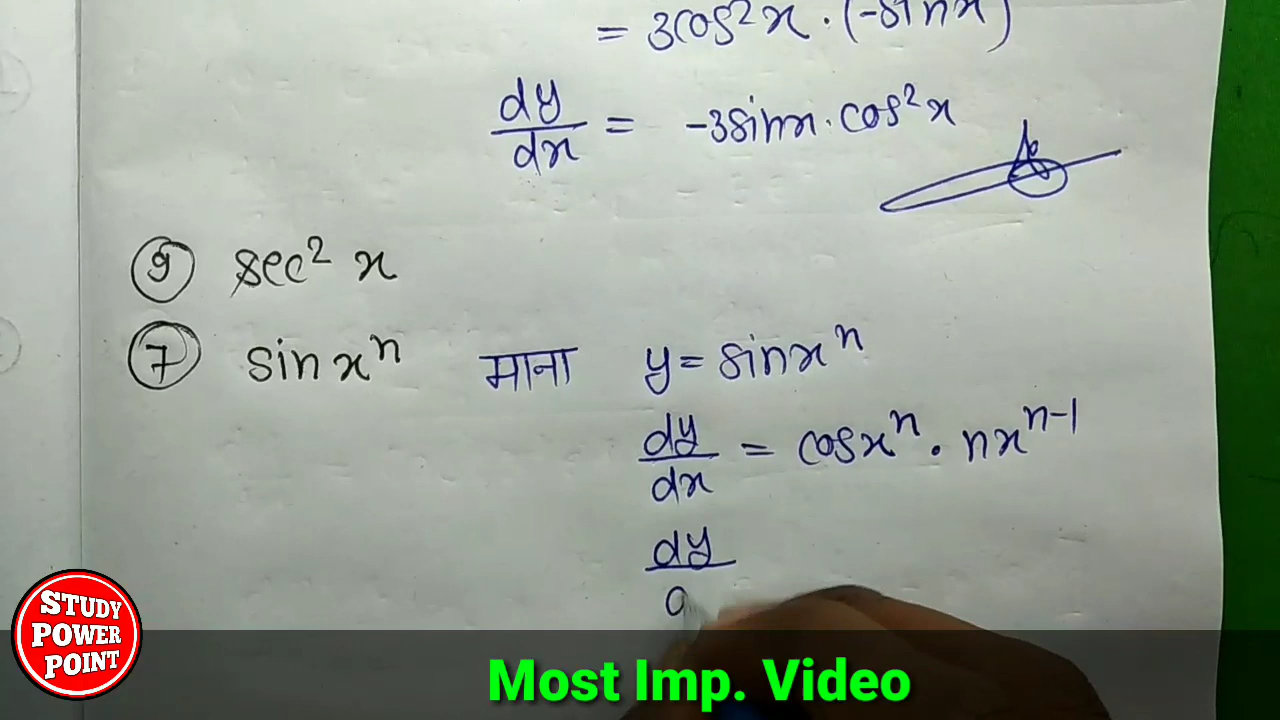 = 3cos²x · (-sinx)
dy/dx = -3sinx · cos²x
⑨ sec² x
⑦ sinxⁿ माना y = sinxⁿ
dy/dx = cosxⁿ · nxⁿ⁻¹
dy
STUDY
POWER
POINT
Most Imp. Video